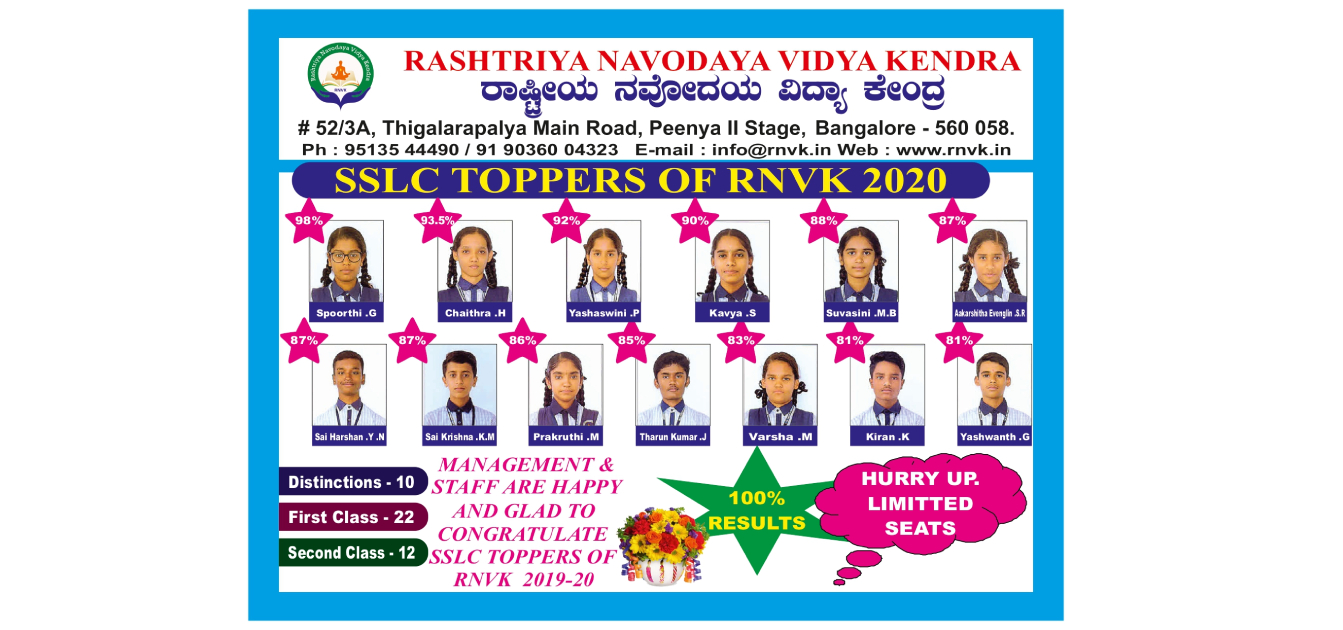 Rashtriya Navodaya Vidya Kendra
RNVK
RASHTRIYA NAVODAYA VIDYA KENDRA
ರಾಷ್ಟ್ರೀಯ ನವೋದಯ ವಿದ್ಯಾ ಕೇಂದ್ರ
# 52/3A, Thigalarapalya Main Road, Peenya II Stage, Bangalore - 560 058.
Ph : 95135 44490 / 91 90360 04323 E-mail : info@rnvk.in Web : www.rnvk.in
SSLC TOPPERS OF RNVK 2020
98% 93.5% 92% 90% 88% 87%
Spoorthi .G Chaithra .H Yashaswini .P Kavya .S Suvasini .M.B Aakarshitha Evenglin .S.R
87% 87% 86% 85% 83% 81% 81%
Sai Harshan .Y .N Sai Krishna .K.M Prakruthi .M Tharun Kumar .J Varsha .M Kiran .K Yashwanth .G
Distinctions - 10
First Class - 22
Second Class - 12
MANAGEMENT &
STAFF ARE HAPPY
AND GLAD TO
CONGRATULATE
SSLC TOPPERS OF
RNVK 2019-20
100%
RESULTS
HURRY UP.
LIMITTED
SEATS